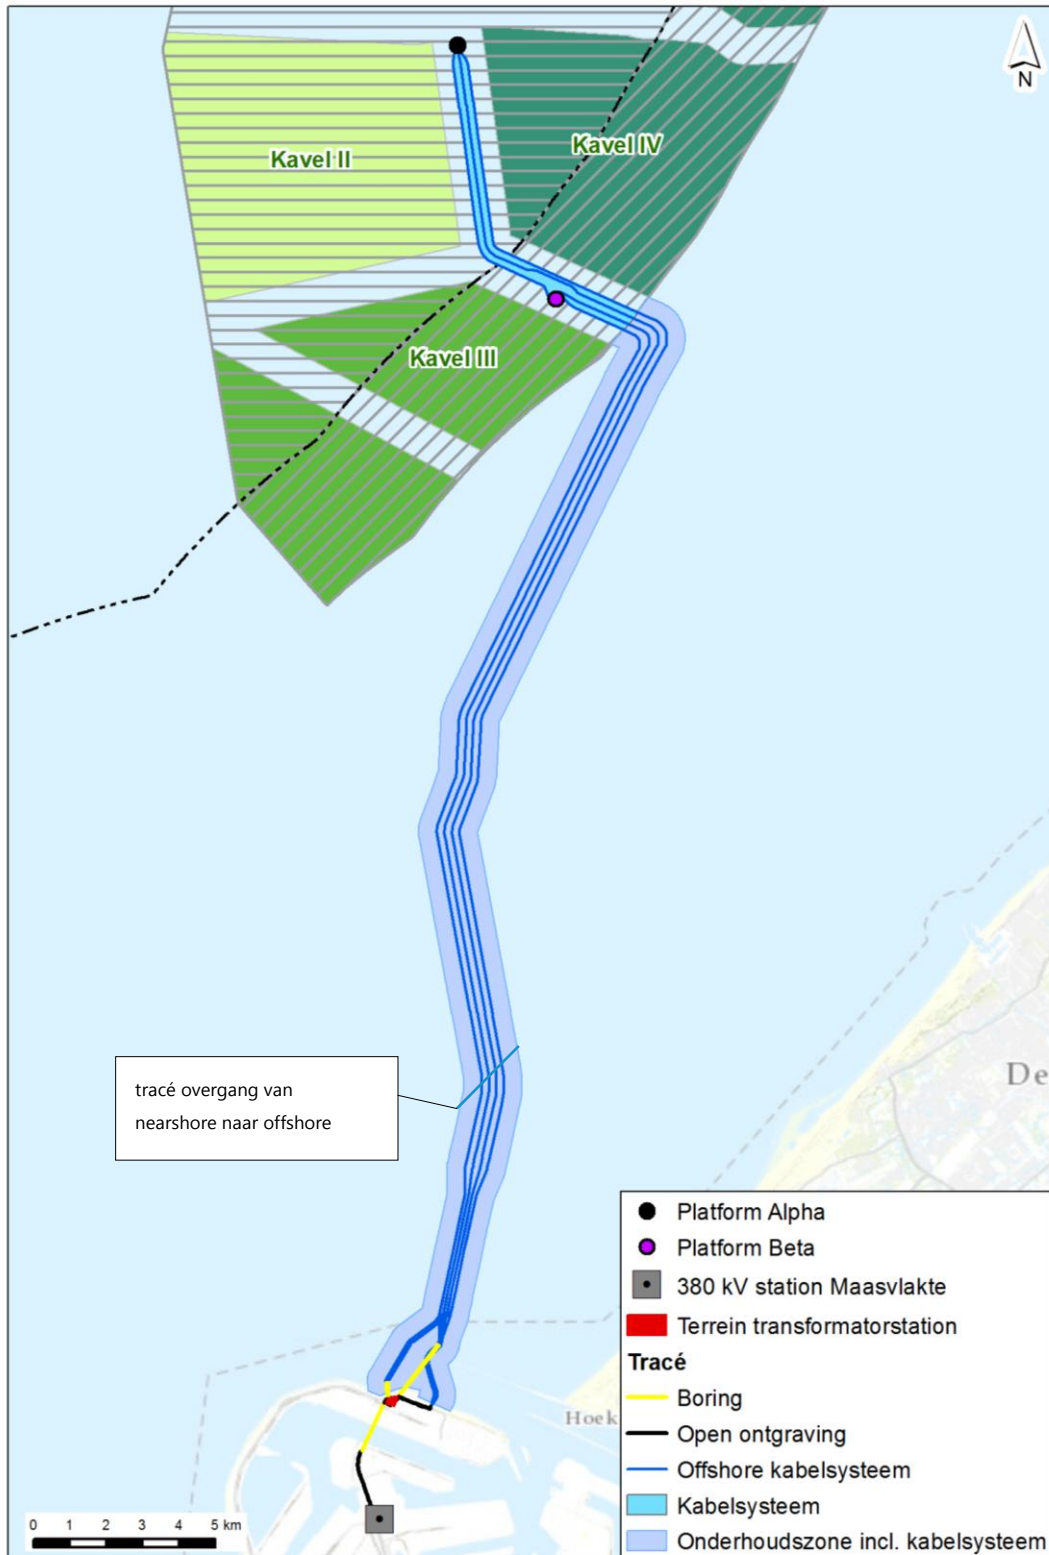 N
Kavel II
Kavel IV
Kavel III
tracé overgang van
nearshore naar offshore
De
Hoek
Platform Alpha
Platform Beta
380 kV station Maasvlakte
Terrein transformatorstation
Tracé
Boring
Open ontgraving
Offshore kabelsysteem
Kabelsysteem
Onderhoudszone incl. kabelsysteem
0 1 2 3 4 5 km